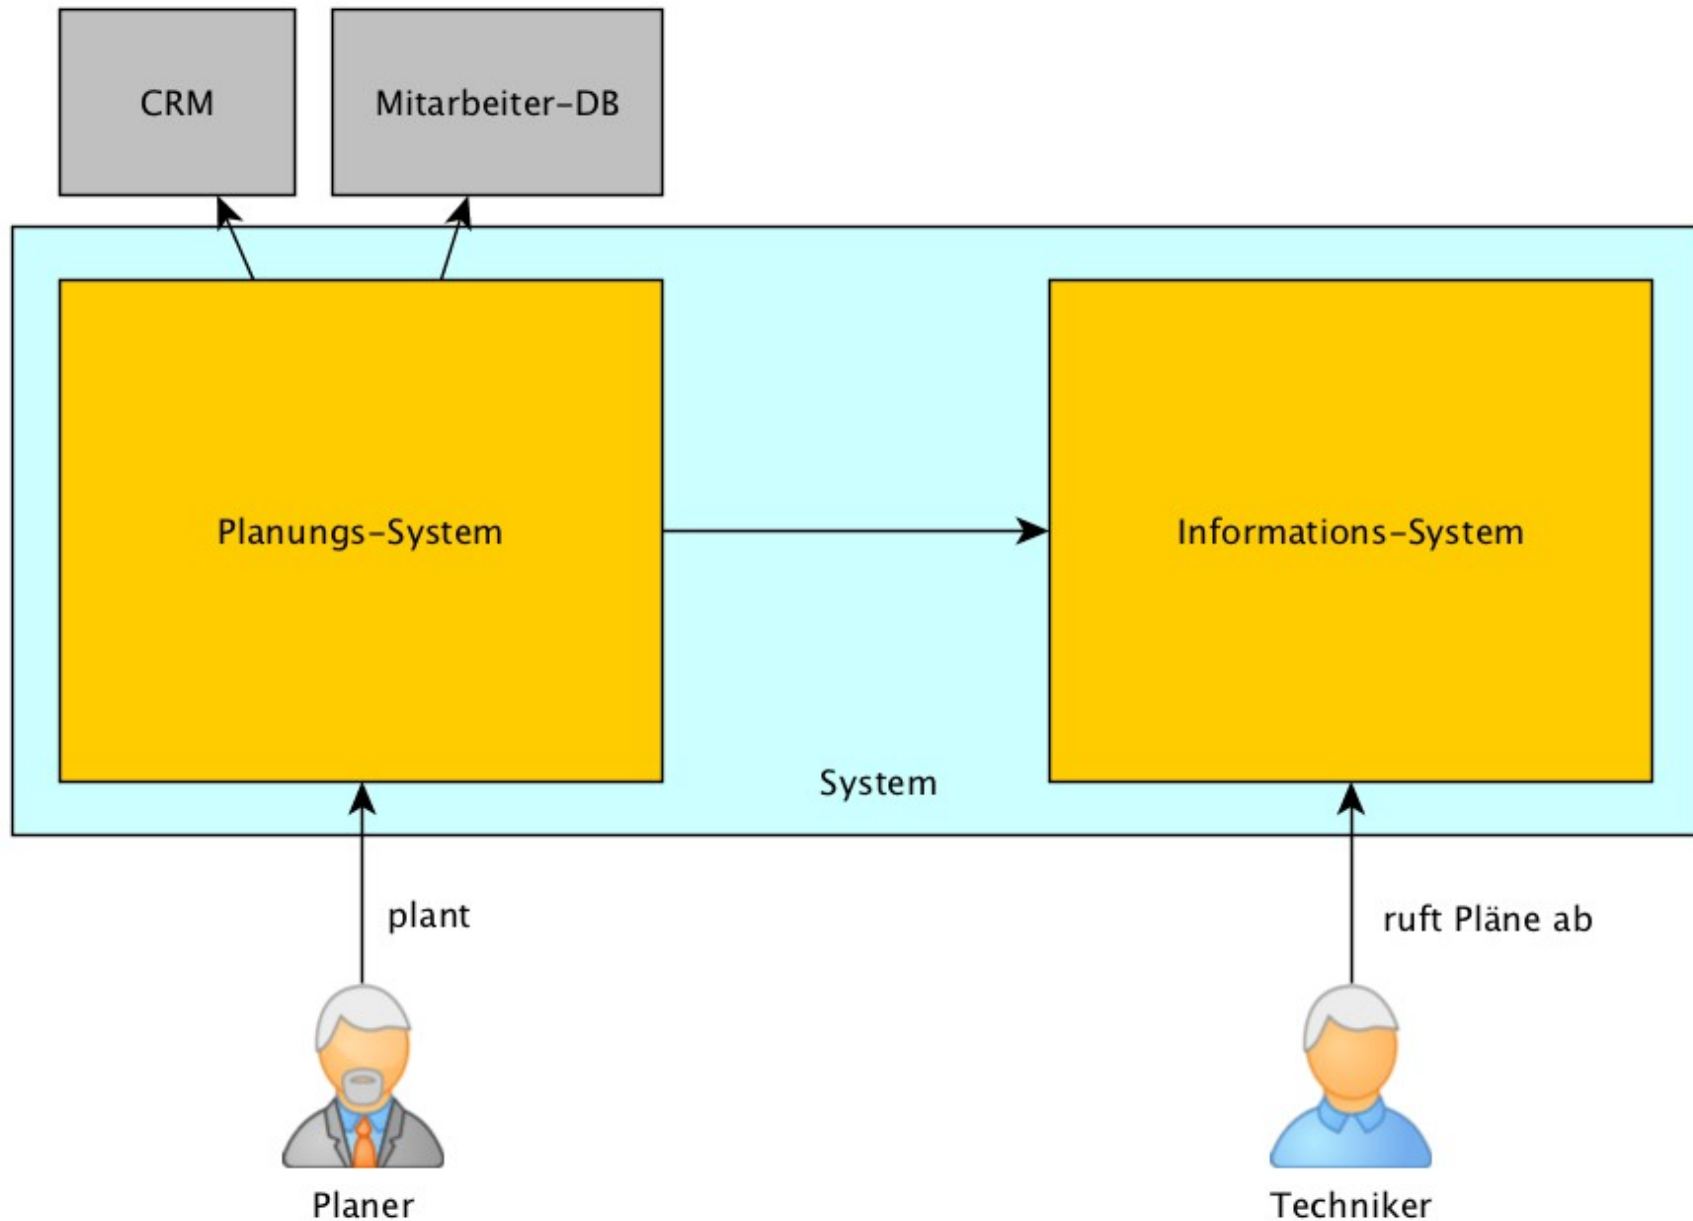 CRM
Mitarbeiter-DB
Planungs-System
Informations-System
System
plant
ruft Pläne ab
Planer
Techniker